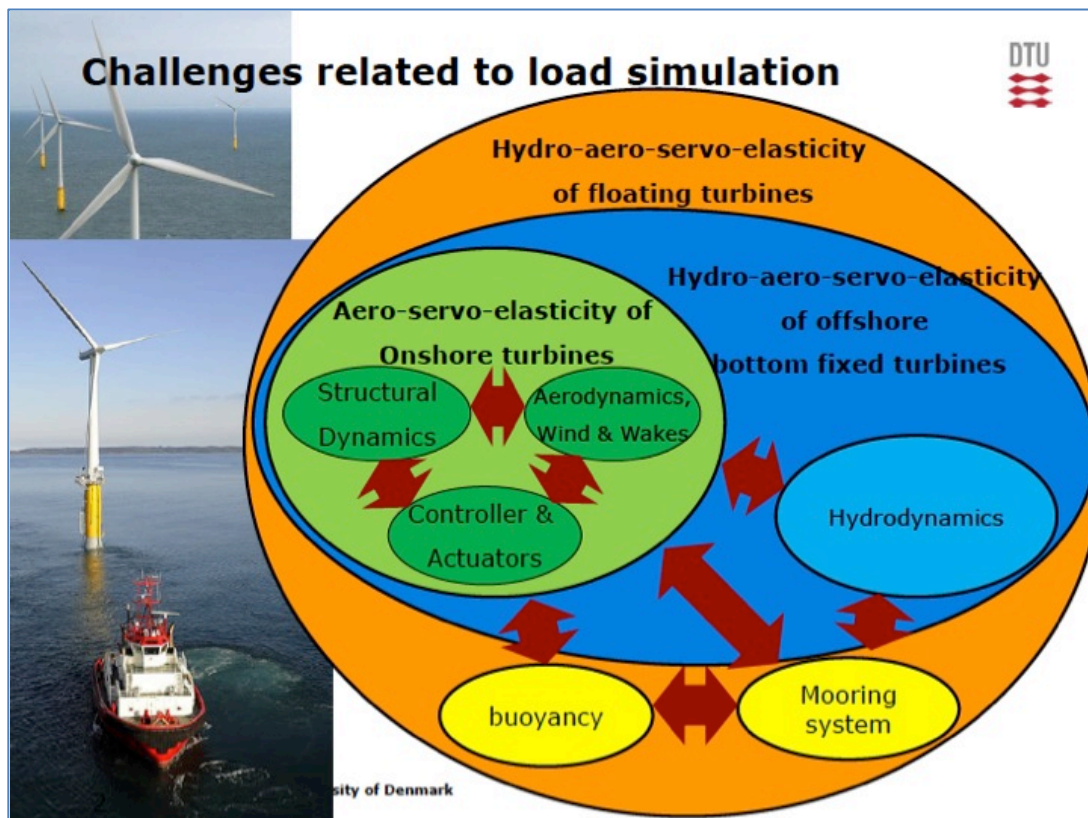 Challenges related to load simulation
DTU
Hydro-aero-servo-elasticity
of floating turbines
Hydro-aero-servo-elasticity
of offshore
bottom fixed turbines
Aero-servo-elasticity of
Onshore turbines
Structural
Dynamics
Aerodynamics,
Wind & Wakes
Controller &
Actuators
Hydrodynamics
buoyancy
Mooring
system
2
sity of Denmark